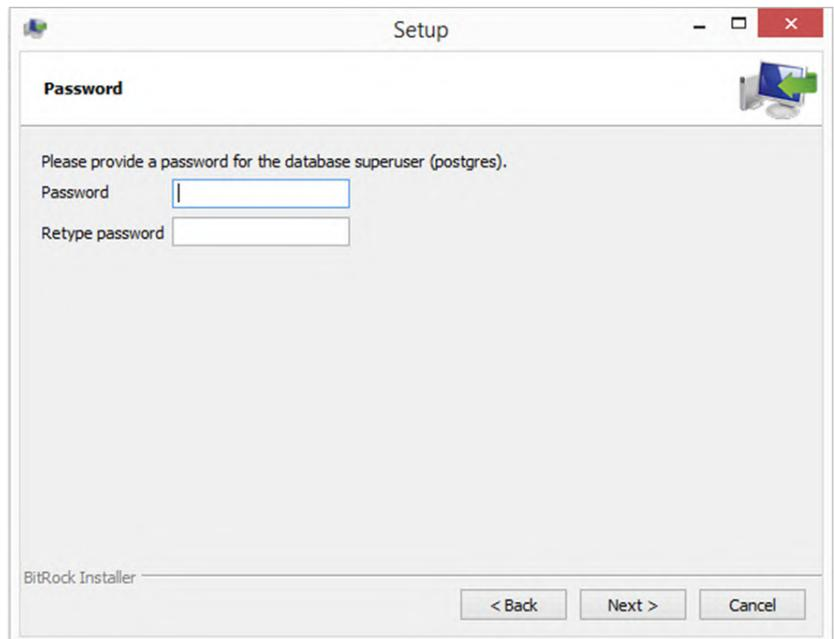 Setup
Password
Please provide a password for the database superuser (postgres).
Password
Retype password
BitRock Installer
< Back Next > Cancel